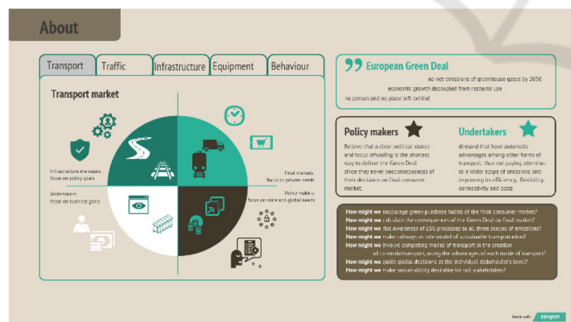 About
Transport
Traffic
Infrastructure
Equipment
Behaviour
Transport market
Infrastructure managers:
focus on policy goals
Final markets:
focus on private needs
Undertakers:
focus on business goals
Policy makers:
focus on state and global needs
European Green Deal
no net emissions of greenhouse gases by 2050
economic growth decoupled from resource use
no person and no place left behind
Policy makers
Believe that a clear political stance
and focus on funding is the shortest
way to deliver the Green Deal
since they never see consequences of
their decisions on final consumer
market.
Undertakers
demand that have automatic
advantages among other forms of
transport, thus not paying attention
to a wider scope of emissions and
improving its efficiency, flexibility,
connectivity and costs
How might we encourage green purchase habits of the final consumer market?
How might we calculate the consequences of the Green Deal on final market?
How might we rise awareness of ESG processes to all three scopes of emissions?
How might we make railways as role model of sustainable transportation?
How might we involve competing modes of transport in the creation
of co-modal transport, using the advantages of each mode of transport?
How might we guide global decisions at the individual stakeholder's level?
How might we make sustainability desirable for all stakeholders?
Made with
infogram